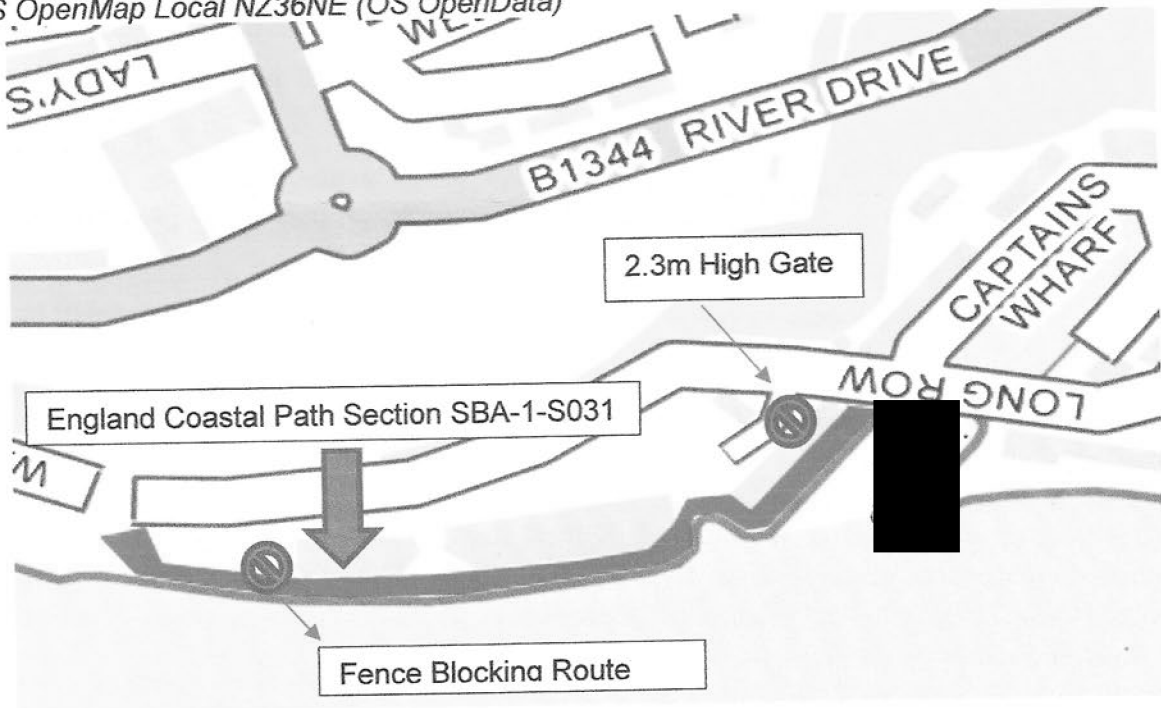 S OpenMap Local NZ36NE (OS OpenData)
LADY'S
B1344 RIVER DRIVE
2.3m High Gate
CAPTAINS
WHARF
LONG ROW
England Coastal Path Section SBA-1-S031
Fence Blocking Route